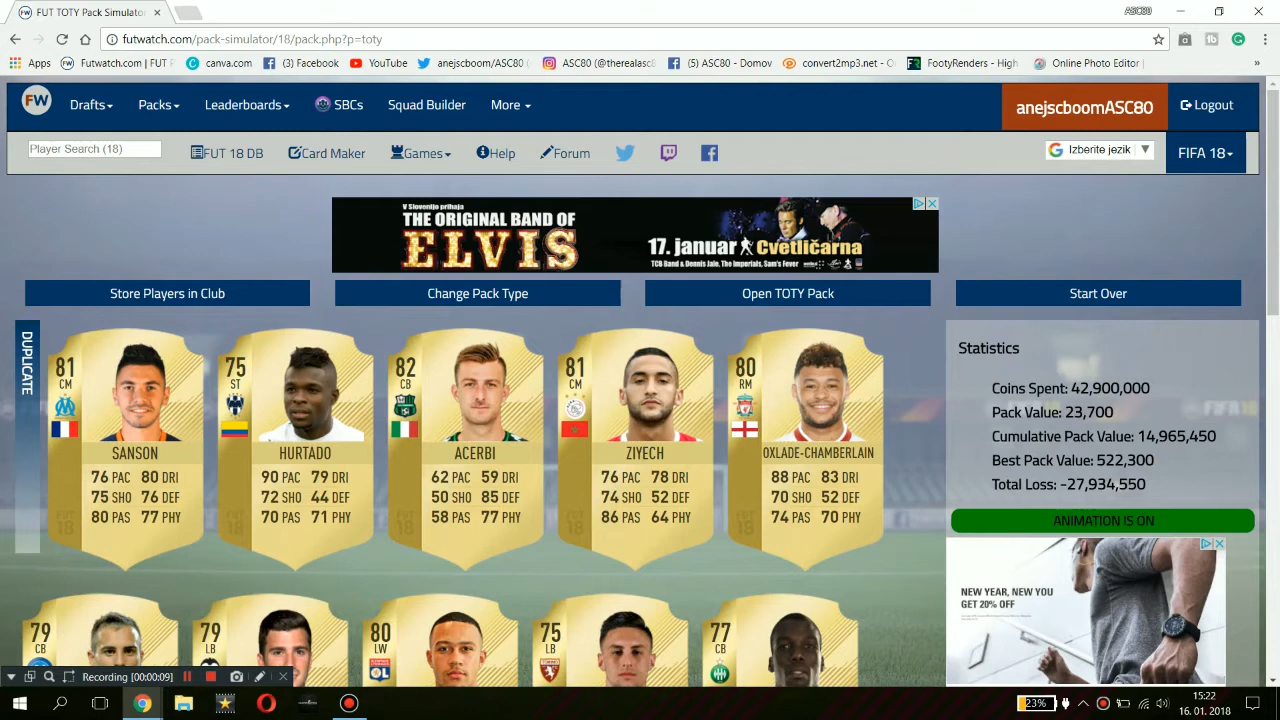 FUT TOTY Pack Simulato
ASC80
futwatch.com/pack-simulator/18/pack.php?p=toty
Apps
Futwatch.com | FUT F
canva.com
(3) Facebook
YouTube
anejscboom/ASC80
ASC80 (@therealasc
(5) ASC80 - Domov
convert2mp3.net - C
FootyRenders - High
Online Photo Editor |
FW
Drafts
Packs
Leaderboards
SBCs
Squad Builder
More
anejscboomASC80
Logout
Player Search (18)
FUT 18 DB
Card Maker
Games
Help
Forum
Izberite jezik
FIFA 18
V Slovenijo prihaja
THE ORIGINAL BAND OF
ELVIS
17. januar Cvetličarna
TCB Band & Dennis Jale, The Imperials, Sam's Fever
Store Players in Club
Change Pack Type
Open TOTY Pack
Start Over
DUPLICATE
81
CM
SANSON
76 PAC 80 DRI
75 SHO 76 DEF
80 PAS 77 PHY
75
ST
HURTADO
90 PAC 79 DRI
72 SHO 44 DEF
70 PAS 71 PHY
82
CB
ACERBI
62 PAC 59 DRI
50 SHO 85 DEF
58 PAS 77 PHY
81
CM
ZIYECH
76 PAC 78 DRI
74 SHO 52 DEF
86 PAS 64 PHY
80
RM
OXLADE-CHAMBERLAIN
88 PAC 83 DRI
70 SHO 52 DEF
74 PAS 70 PHY
Statistics
Coins Spent: 42,900,000
Pack Value: 23,700
Cumulative Pack Value: 14,965,450
Best Pack Value: 522,300
Total Loss: -27,934,550
ANIMATION IS ON
NEW YEAR, NEW YOU
GET 20% OFF
79
CB
79
LB
80
LW
75
LB
77
CB
Recording [00:00:09]
23%
15:22
16. 01. 2018